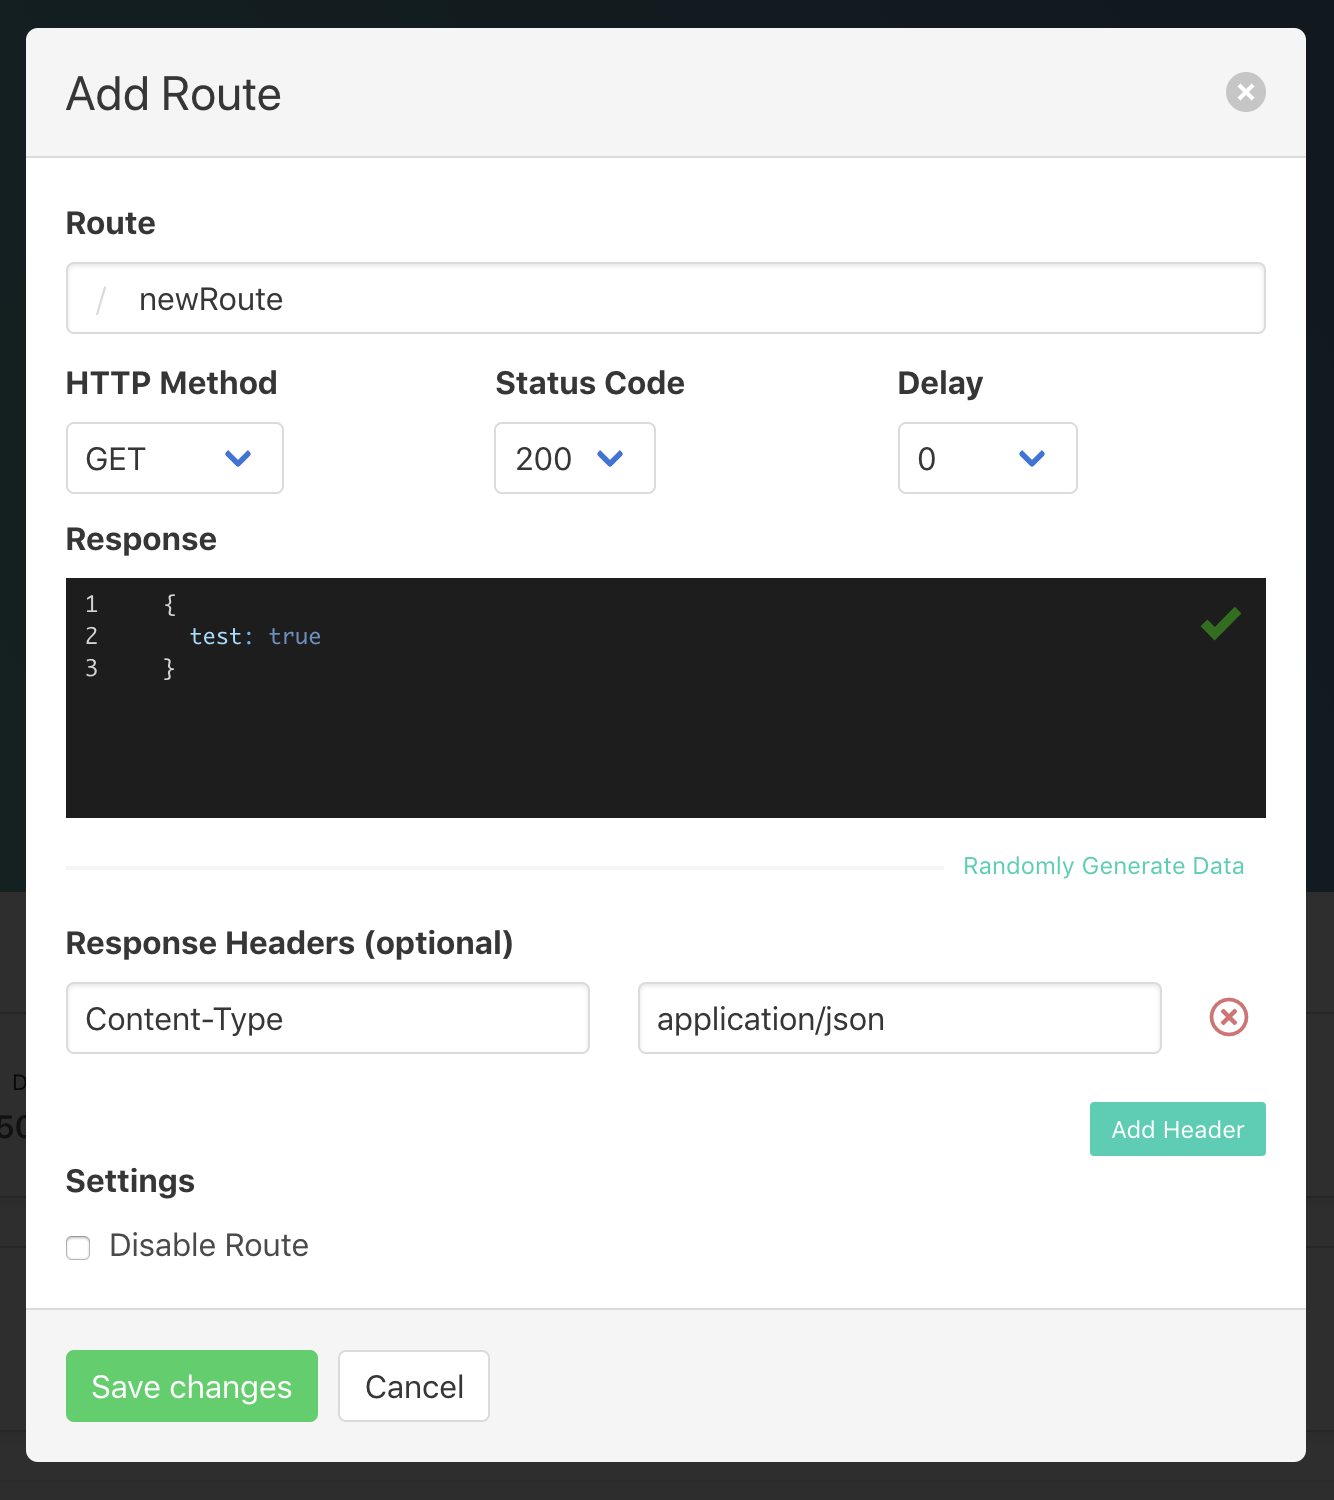 Add Route
Route
/ newRoute
HTTP Method Status Code Delay
GET 200 0
Response
1 {
2 test: true
3 }
Randomly Generate Data
Response Headers (optional)
Content-Type application/json
Add Header
Settings
Disable Route
Save changes Cancel